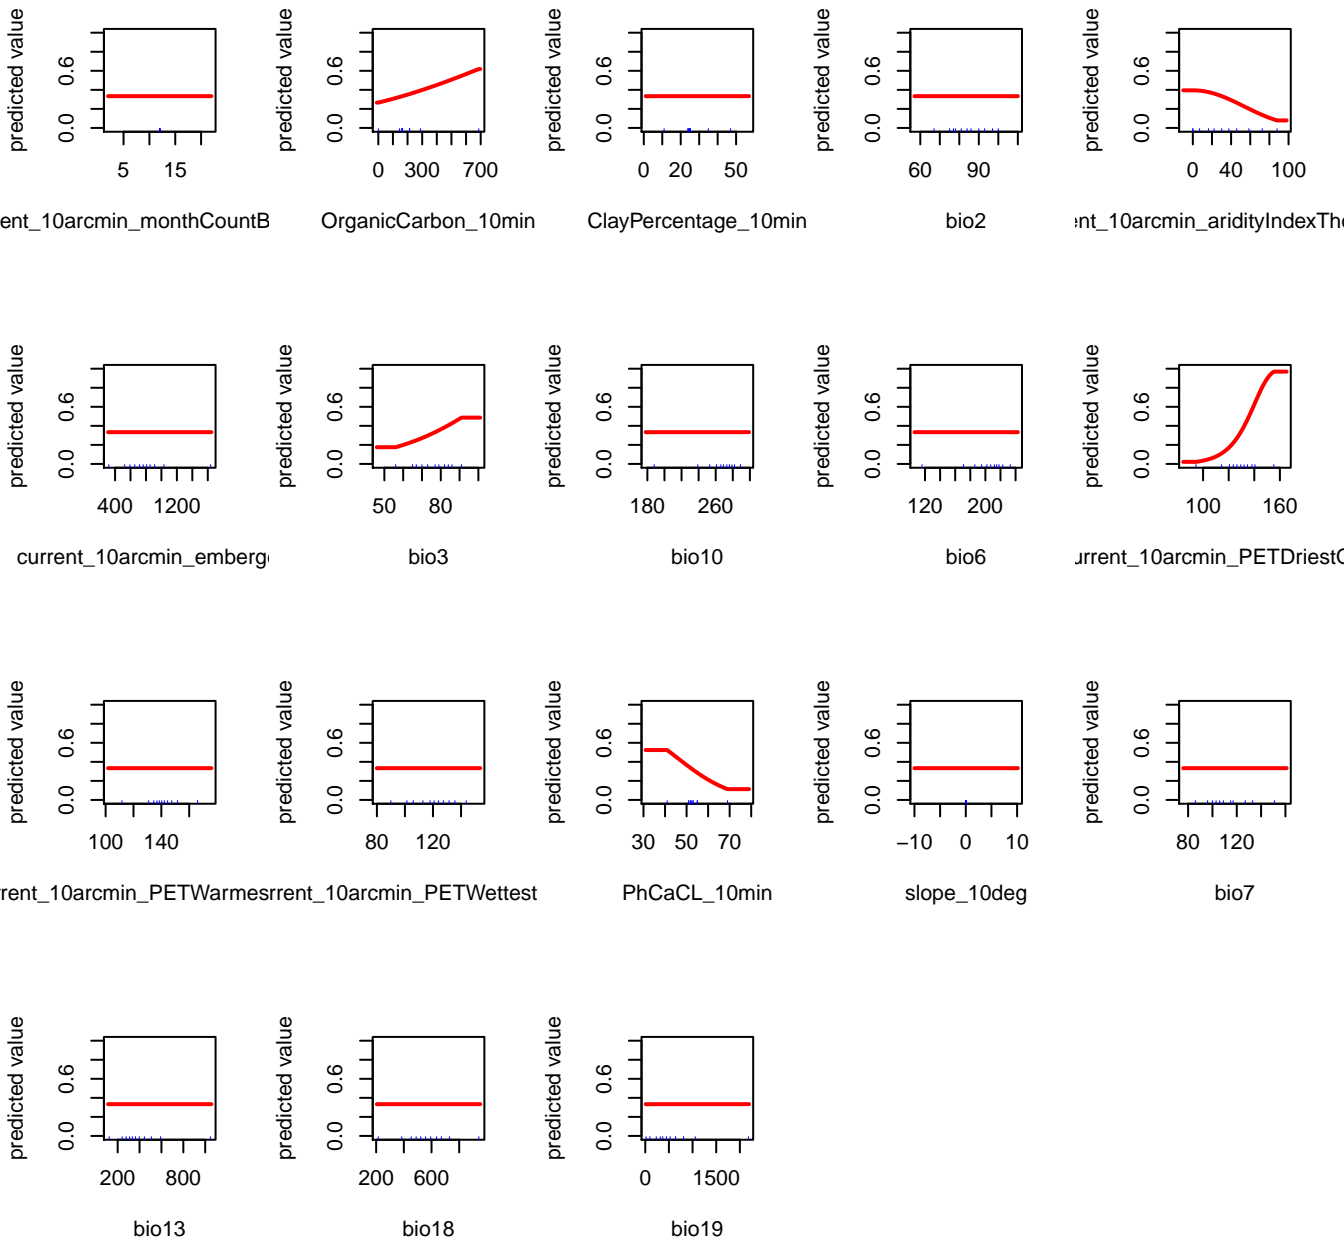 predicted value predicted value predicted value predicted value predicted value
0.0 0.6 0.0 0.6 0.0 0.6 0.0 0.6 0.0 0.6
5 15 0 300 700 0 20 50 60 90 0 40 100
ent_10arcmin_monthCountB OrganicCarbon_10min ClayPercentage_10min bio2 ent_10arcmin_aridityIndexTho
predicted value predicted value predicted value predicted value predicted value
0.0 0.6 0.0 0.6 0.0 0.6 0.0 0.6 0.0 0.6
400 1200 50 80 180 260 120 200 100 160
current_10arcmin_emberge bio3 bio10 bio6 urrent_10arcmin_PETDriestQ
predicted value predicted value predicted value predicted value predicted value
0.0 0.6 0.0 0.6 0.0 0.6 0.0 0.6 0.0 0.6
100 140 80 120 30 50 70 −10 0 10 80 120
rrent_10arcmin_PETWarmes rrent_10arcmin_PETWettest PhCaCL_10min slope_10deg bio7
predicted value predicted value predicted value
0.0 0.6 0.0 0.6 0.0 0.6
200 800 200 600 0 1500
bio13 bio18 bio19